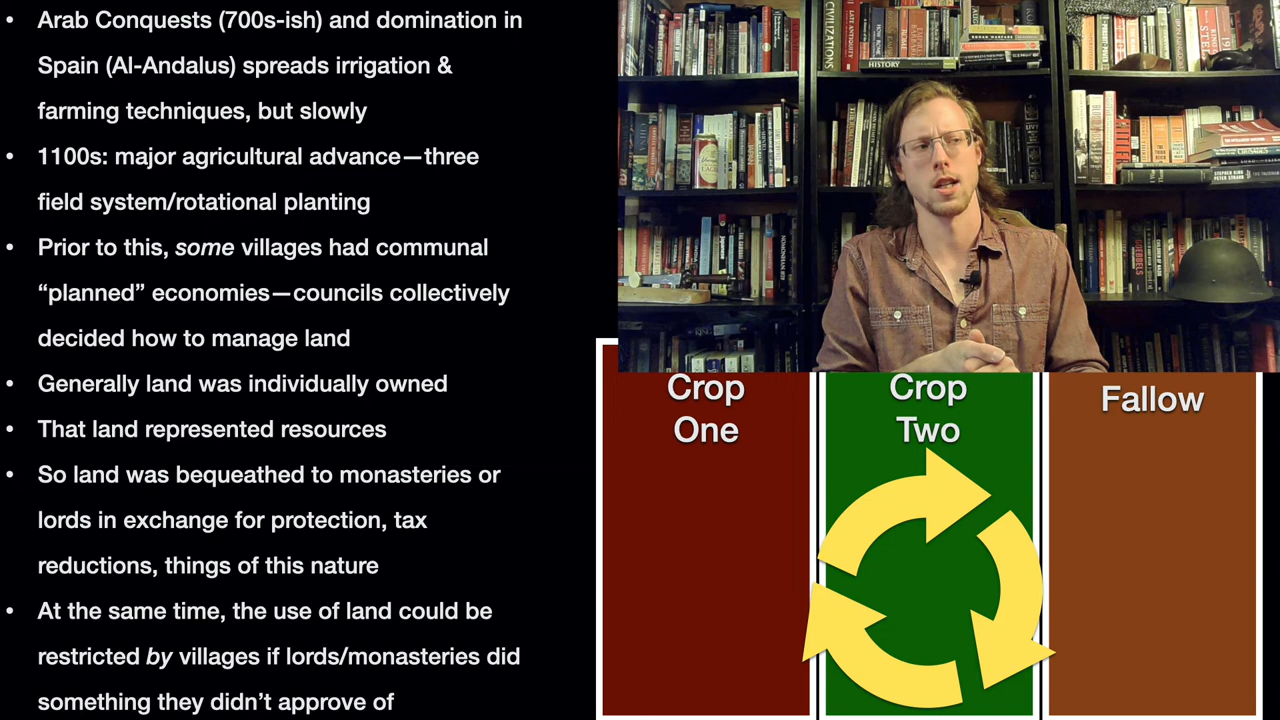 • Arab Conquests (700s-ish) and domination in
Spain (Al-Andalus) spreads irrigation &
farming techniques, but slowly
• 1100s: major agricultural advance—three
field system/rotational planting
• Prior to this, some villages had communal
“planned” economies—councils collectively
decided how to manage land
• Generally land was individually owned
• That land represented resources
• So land was bequeathed to monasteries or
lords in exchange for protection, tax
reductions, things of this nature
• At the same time, the use of land could be
restricted by villages if lords/monasteries did
something they didn’t approve of
CIVILIZATIONS
HISTORY
Crop
One
Crop
Two
Fallow